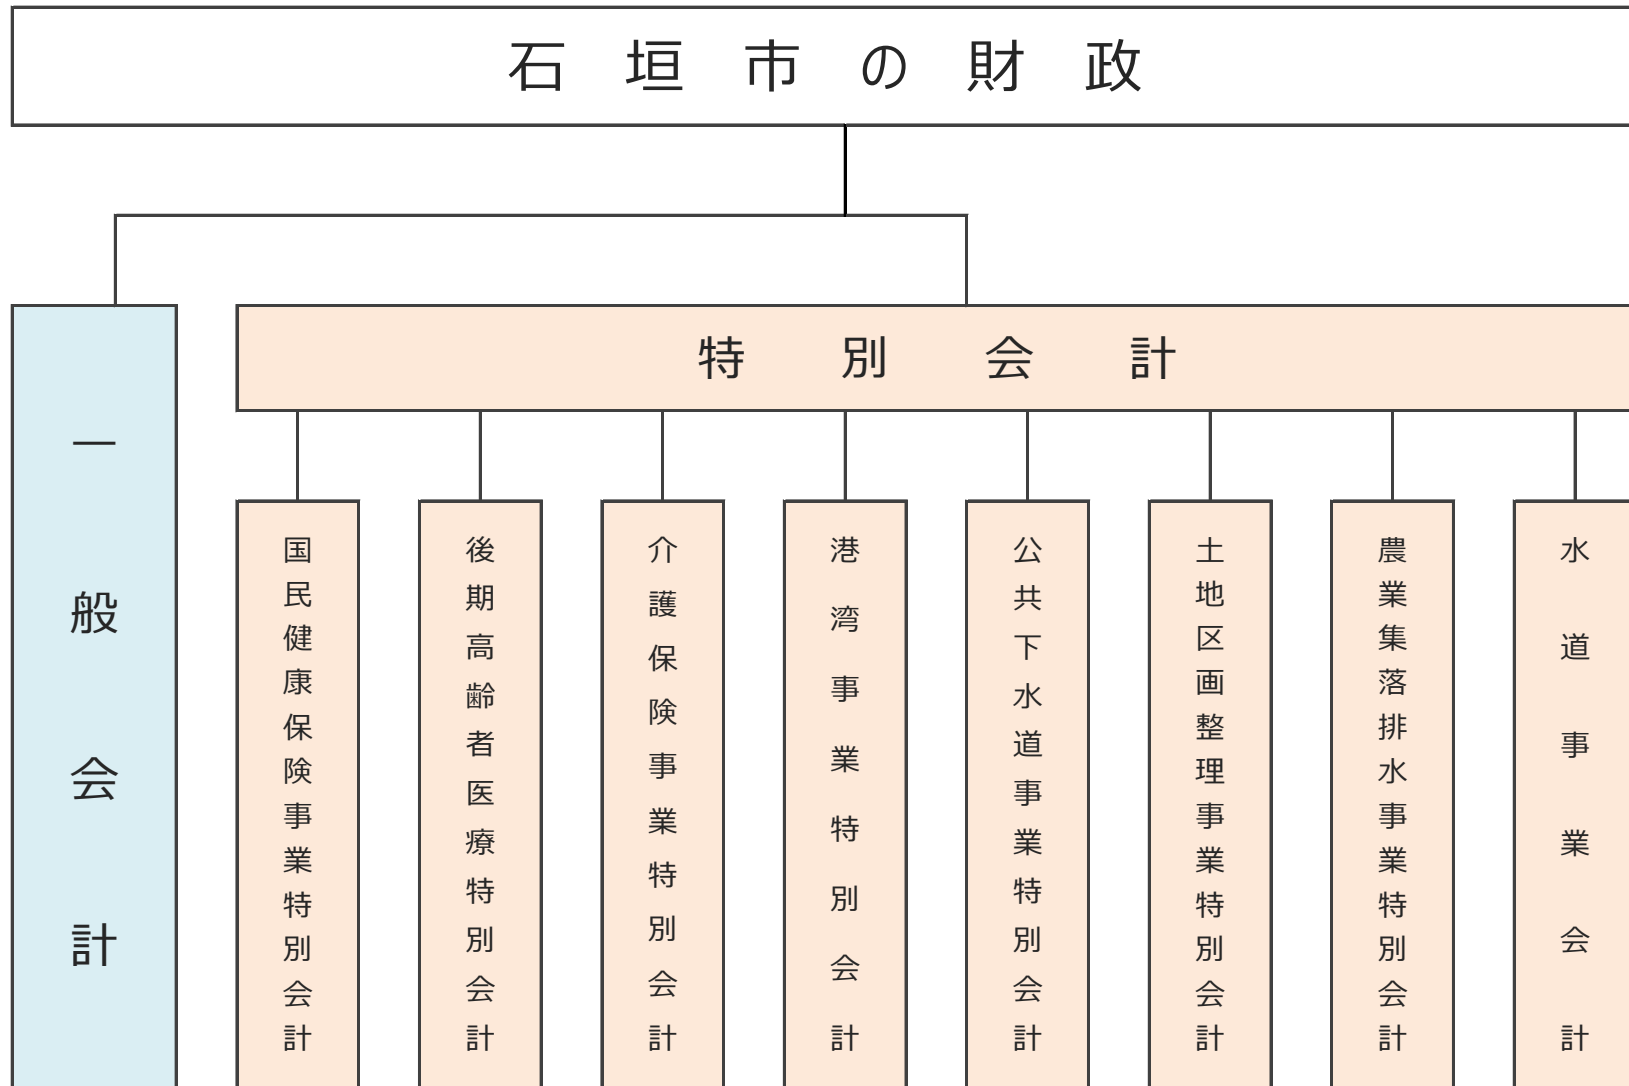 石垣市の財政
一般会計
特別会計
国民健康保険事業特別会計
後期高齢者医療特別会計
介護保険事業特別会計
港湾事業特別会計
公共下水道事業特別会計
土地区画整理事業特別会計
農業集落排水事業特別会計
水道事業会計